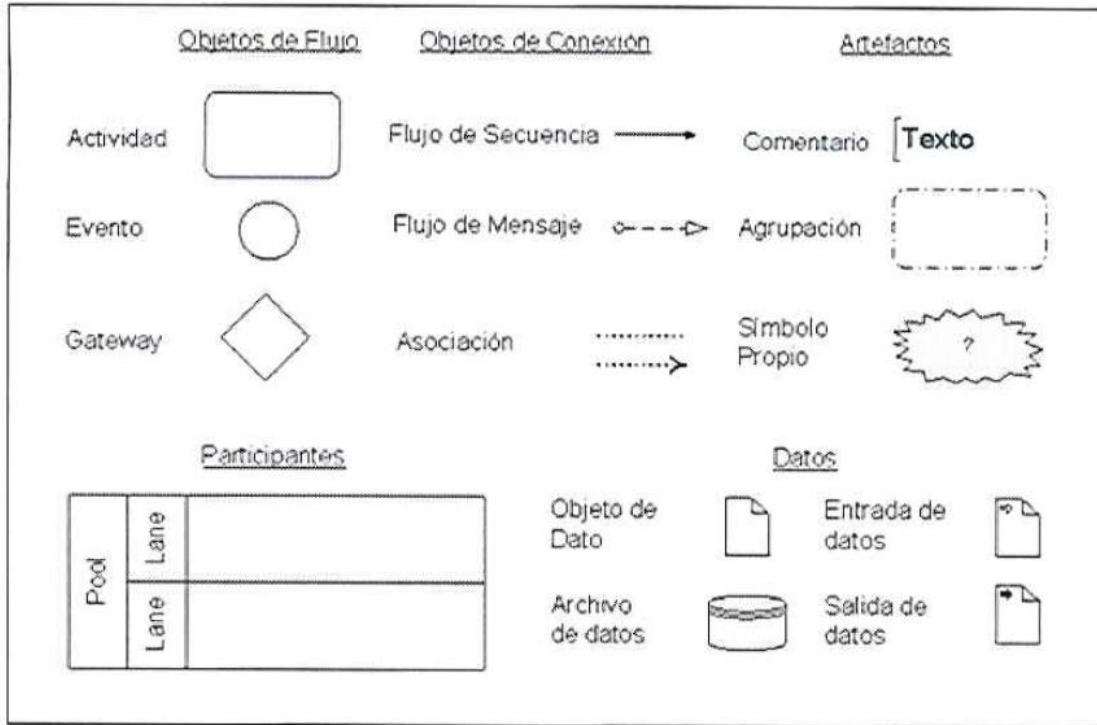 Objetos de Flujo
Objetos de Conexión
Artefactos
Actividad
Flujo de Secuencia
Comentario
Texto
Evento
Flujo de Mensaje
Agrupación
Gateway
Asociación
Símbolo
Propio
?
Participantes
Datos
Pool
Lane
Lane
Objeto de
Dato
Entrada de
datos
Archivo
de datos
Salida de
datos